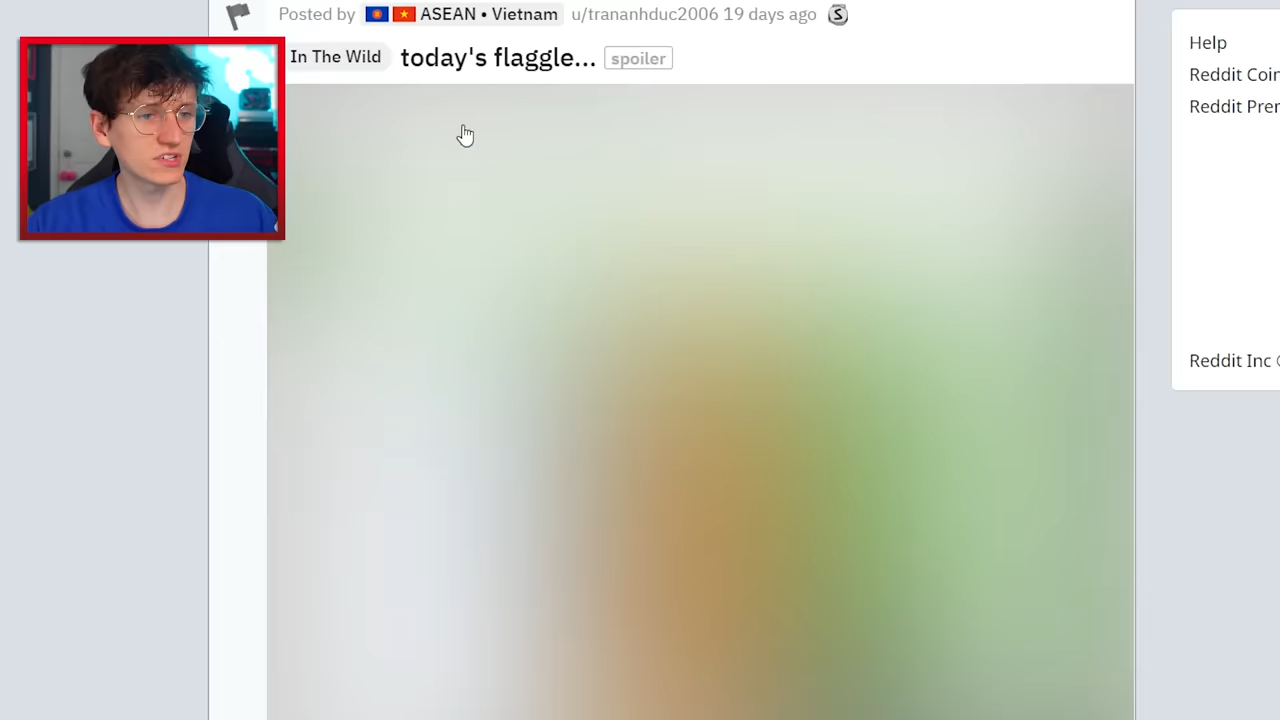 Posted by ASEAN • Vietnam u/trananhduc2006 19 days ago
In The Wild today's flaggle... spoiler
Help
Reddit Coin
Reddit Prer
Reddit Inc